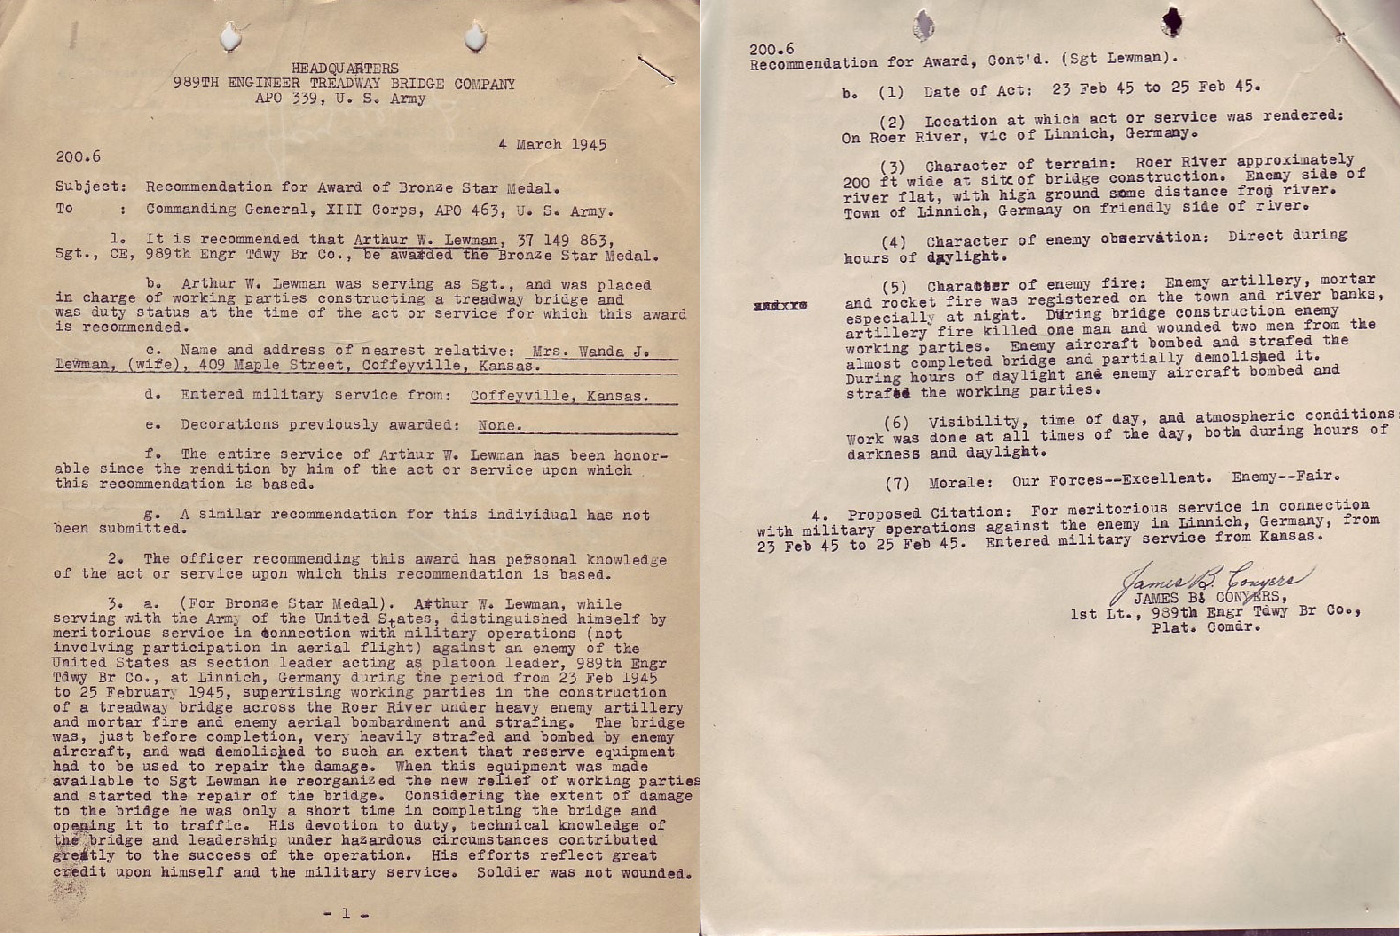 HEADQUARTERS
989TH ENGINEER TREADWAY BRIDGE COMPANY
APO 339, U. S. Army
4 March 1945
200.6
Subject: Recommendation for Award of Bronze Star Medal.
To : Commanding General, XIII Corps, APO 463, U. S. Army.
1. It is recommended that Arthur W. Lewman, 37 149 863,
Sgt., CE, 989th Engr Tdwy Br Co., be awarded the Bronze Star Medal.
b. Arthur W. Lewman was serving as Sgt., and was placed
in charge of working parties constructing a treadway bridge and
was duty status at the time of the act or service for which this award
is recommended.
c. Name and address of nearest relative: Mrs. Wanda J.
Lewman, (wife), 409 Maple Street, Coffeyville, Kansas.
d. Entered military service from: Coffeyville, Kansas.
e. Decorations previously awarded: None.
f. The entire service of Arthur W. Lewman has been honor-
able since the rendition by him of the act or service upon which
this recommendation is based.
g. A similar recommendation for this individual has not
been submitted.
2. The officer recommending this award has personal knowledge
of the act or service upon which this recommendation is based.
3. a. (For Bronze Star Medal). Arthur W. Lewman, while
serving with the Army of the United States, distinguished himself by
meritorious service in connection with military operations (not
involving participation in aerial flight) against an enemy of the
United States as section leader acting as platoon leader, 989th Engr
Tdwy Br Co., at Linnich, Germany during the period from 23 Feb 1945
to 25 February 1945, supervising working parties in the construction
of a treadway bridge across the Roer River under heavy enemy artillery
and mortar fire and enemy aerial bombardment and strafing. The bridge
was, just before completion, very heavily strafed and bombed by enemy
aircraft, and was demolished to such an extent that reserve equipment
had to be used to repair the damage. When this equipment was made
available to Sgt Lewman he reorganized the new relief of working parties
and started the repair of the bridge. Considering the extent of damage
to the bridge he was only a short time in completing the bridge and
opening it to traffic. His devotion to duty, technical knowledge of
the bridge and leadership under hazardous circumstances contributed
greatly to the success of the operation. His efforts reflect great
credit upon himself and the military service. Soldier was not wounded.
- 1 -
200.6
Recommendation for Award, Cont'd. (Sgt Lewman).
b. (1) Date of Act: 23 Feb 45 to 25 Feb 45.
(2) Location at which act or service was rendered:
On Roer River, vic of Linnich, Germany.
(3) Character of terrain: Roer River approximately
200 ft wide at site of bridge construction. Enemy side of
river flat, with high ground some distance from river.
Town of Linnich, Germany on friendly side of river.
(4) Character of enemy observation: Direct during
hours of daylight.
(5) Character of enemy fire: Enemy artillery, mortar
and rocket fire was registered on the town and river banks,
especially at night. During bridge construction enemy
artillery fire killed one man and wounded two men from the
working parties. Enemy aircraft bombed and strafed the
almost completed bridge and partially demolished it.
During hours of daylight and enemy aircraft bombed and
strafed the working parties.
(6) Visibility, time of day, and atmospheric conditions:
Work was done at all times of the day, both during hours of
darkness and daylight.
(7) Morale: Our Forces--Excellent. Enemy--Fair.
4. Proposed Citation: For meritorious service in connection
with military operations against the enemy in Linnich, Germany, from
23 Feb 45 to 25 Feb 45. Entered military service from Kansas.
James B. Conyers
JAMES B. CONYERS,
1st Lt., 989th Engr Tdwy Br Co.,
Plat. Comdr.